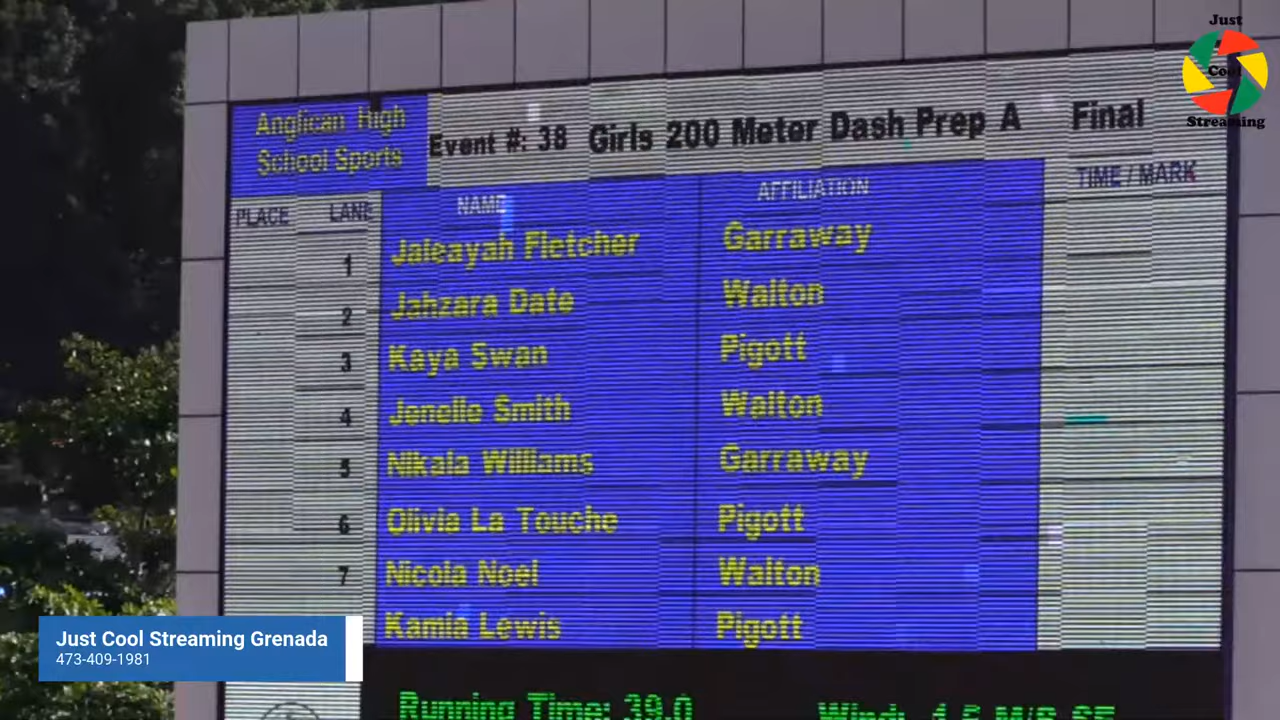 Just
Cool
Streaming
Anglican High
School Sports
Event #: 38 Girls 200 Meter Dash Prep A Final
PLACE LANE NAME AFFILIATION TIME / MARK
1 Jaleayah Fletcher Garraway
2 Jahzara Date Walton
3 Kaya Swan Pigott
4 Jenelle Smith Walton
5 Nikala Williams Garraway
6 Olivia La Touche Pigott
7 Nicola Noel Walton
Kamia Lewis Pigott
Running Time: 39.0
Just Cool Streaming Grenada
473-409-1981